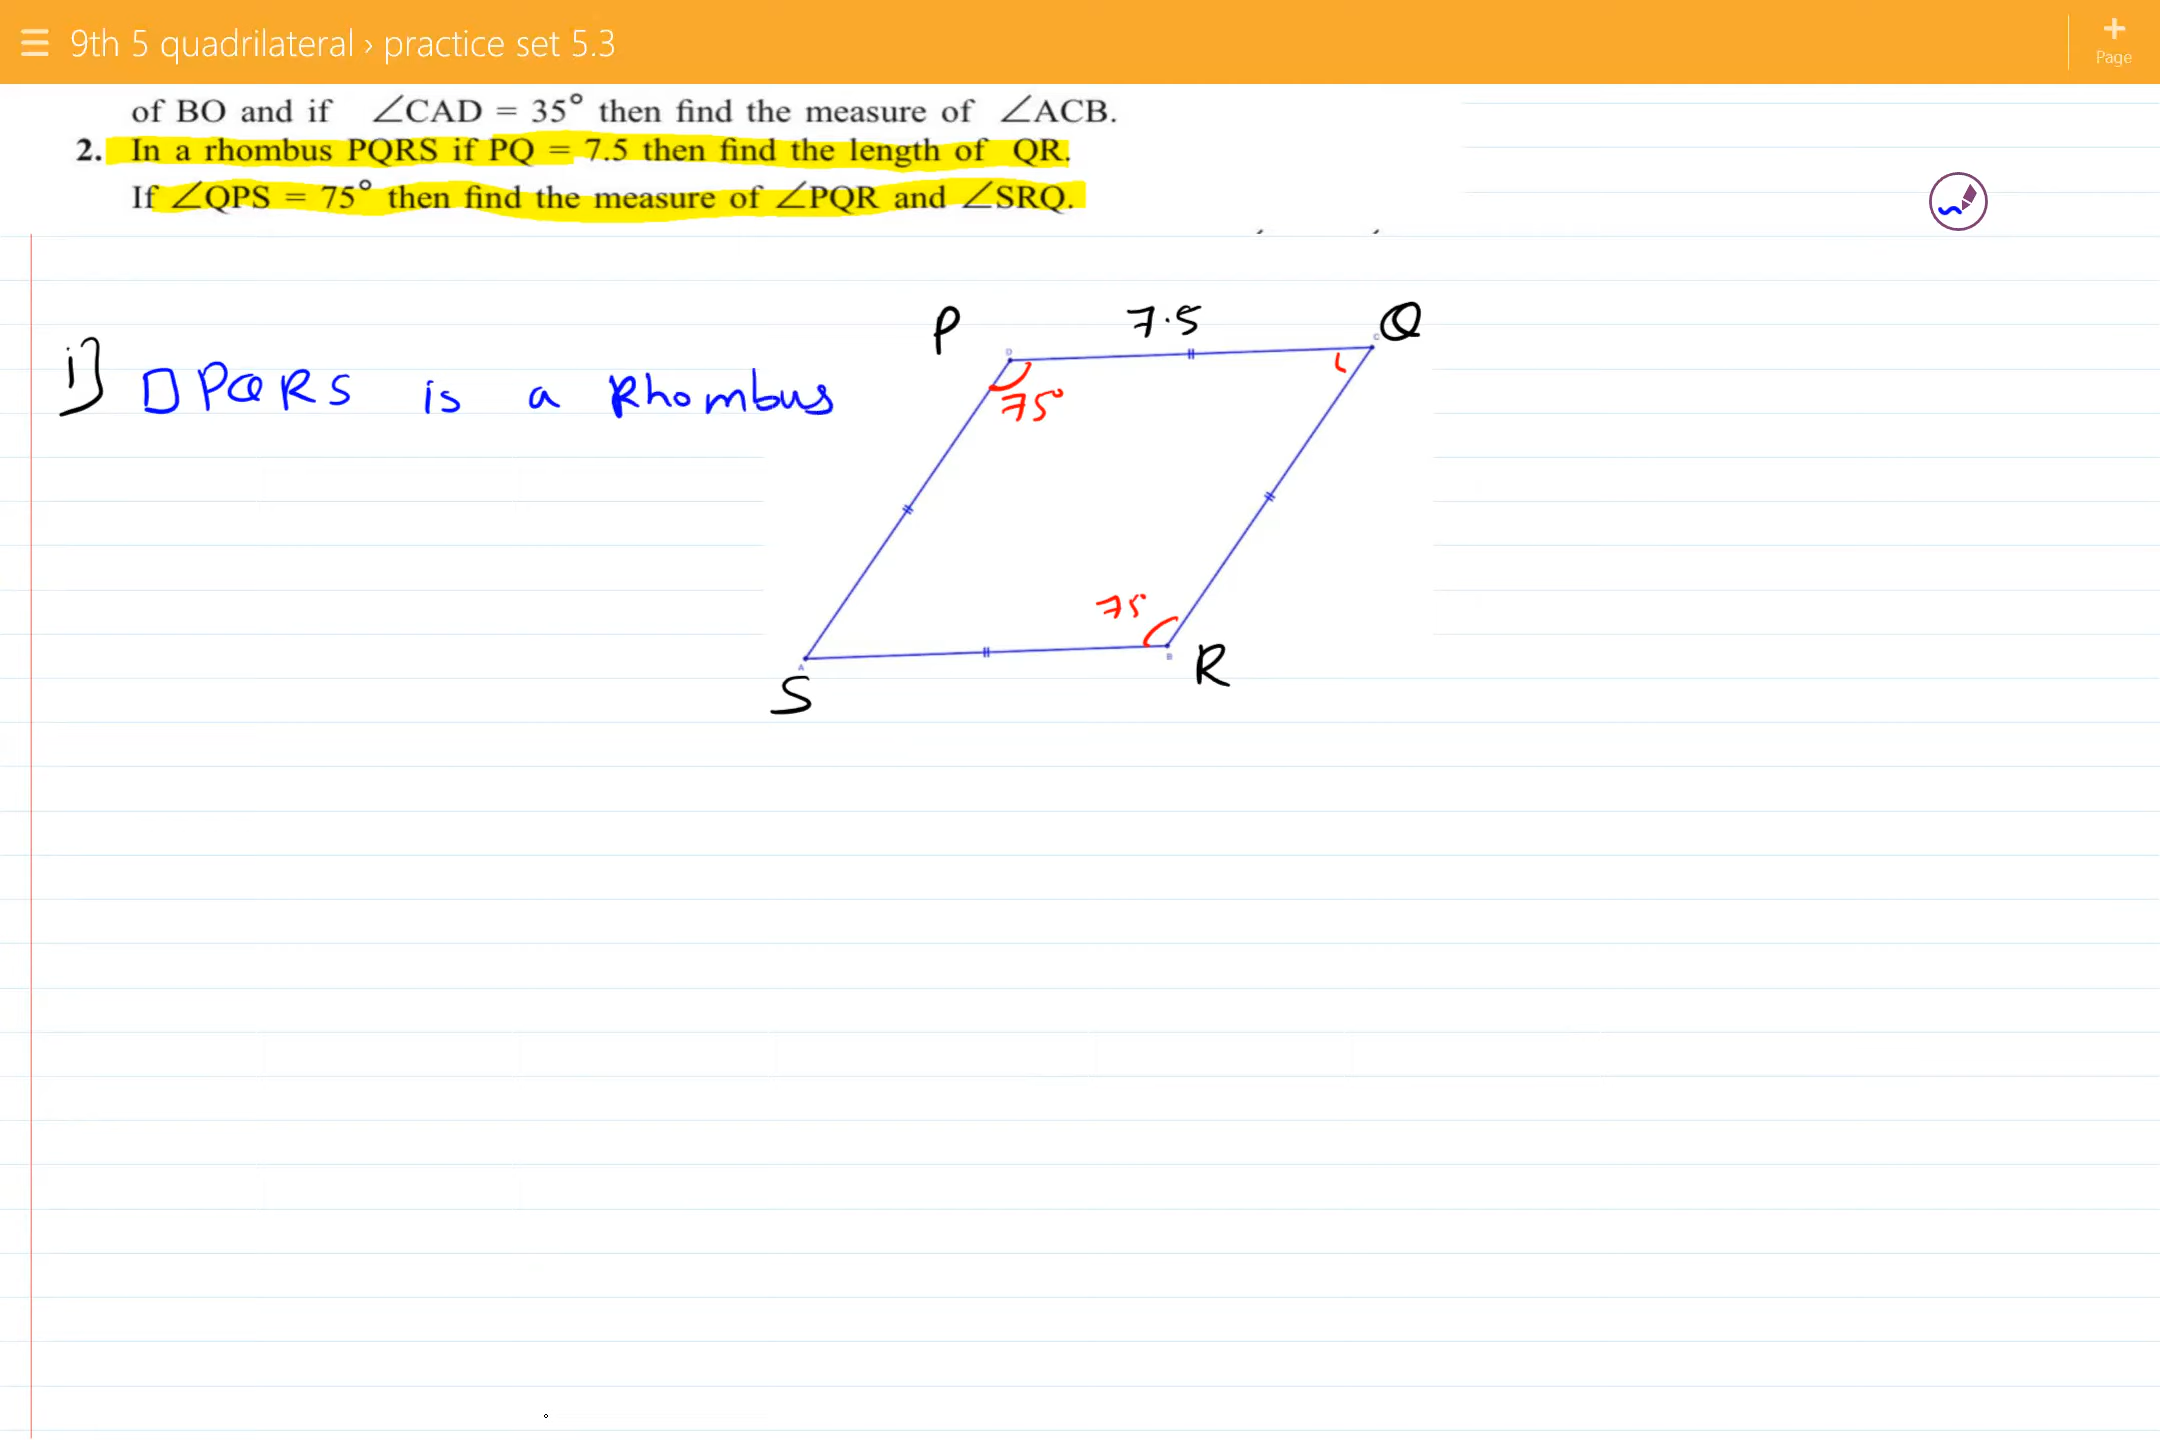 9th 5 quadrilateral › practice set 5.3
+
Page
of BO and if ∠CAD = 35° then find the measure of ∠ACB.
2. In a rhombus PQRS if PQ = 7.5 then find the length of QR.
If ∠QPS = 75° then find the measure of ∠PQR and ∠SRQ.
P 7.5 Q
D C
i] □ PQRS is a Rhombus
75°
75°
A B
S R